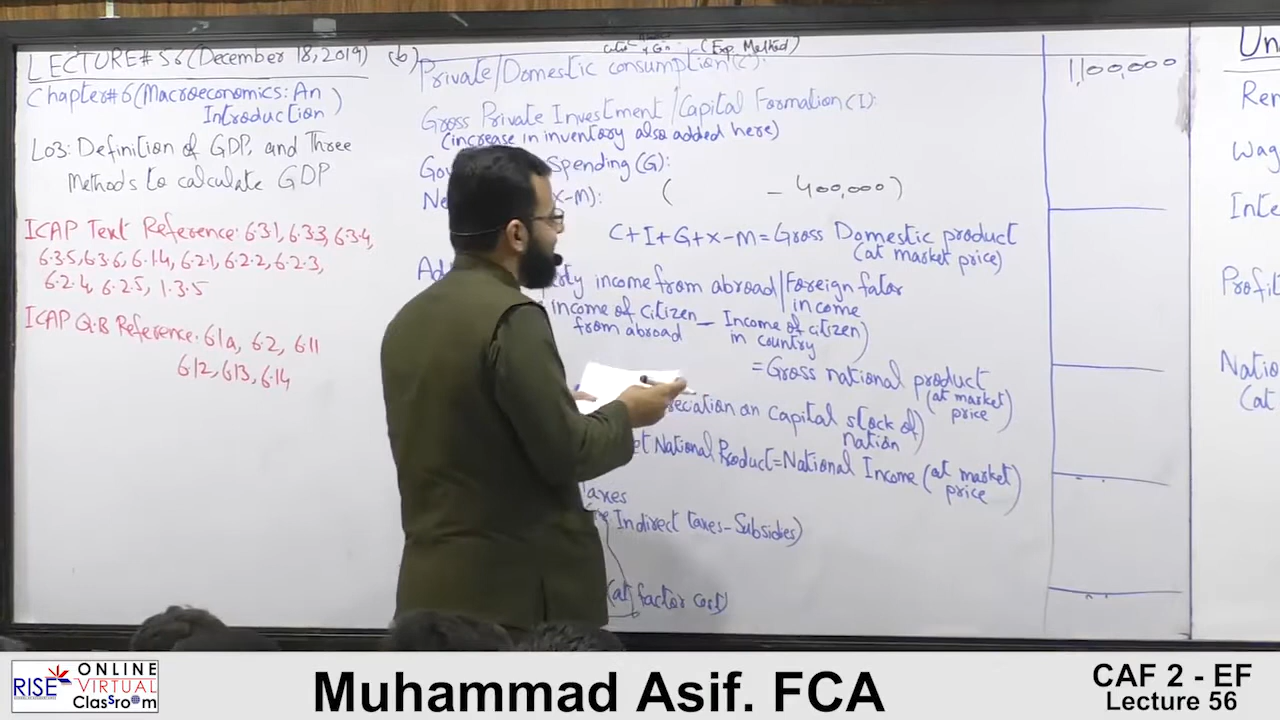 LECTURE#56(December 18,2019)
Chapter#6(Macroeconomics: An
Introduction)
LO3: Definition of GDP, and Three
Methods to calculate GDP
ICAP Text Reference: 6.3.1, 6.3.3, 6.3.4,
6.3.5, 6.3.6, 6.1.4, 6.2.1, 6.2.2, 6.2.3,
6.2.4, 6.2.5, 1.3.5
ICAP Q.B Reference: 6.1a, 6.2, 6.11
6.12, 6.13, 6.14
(b)
(Exp. Method)
Private/Domestic consumption(C):
1,100,000
Gross Private Investment/Capital Formation(I):
(increase in inventory also added here)
Spending(G):
X-M): ( - 400,000)
C+I+G+X-M=Gross Domestic product
(at market price)
income from abroad/Foreign fator
income
income of citizen
from abroad - Income of citizen
in country)
=Gross national product
(at market
price)
on capital stock of
nation)
National Product=National Income (at market
price)
Indirect taxes-Subsidies)
(at factor cost)
Wag
Inte
Profit
Natio
(at
RISE
ONLINE
VIRTUAL
ClassroOm
Muhammad Asif. FCA
CAF 2 - EF
Lecture 56